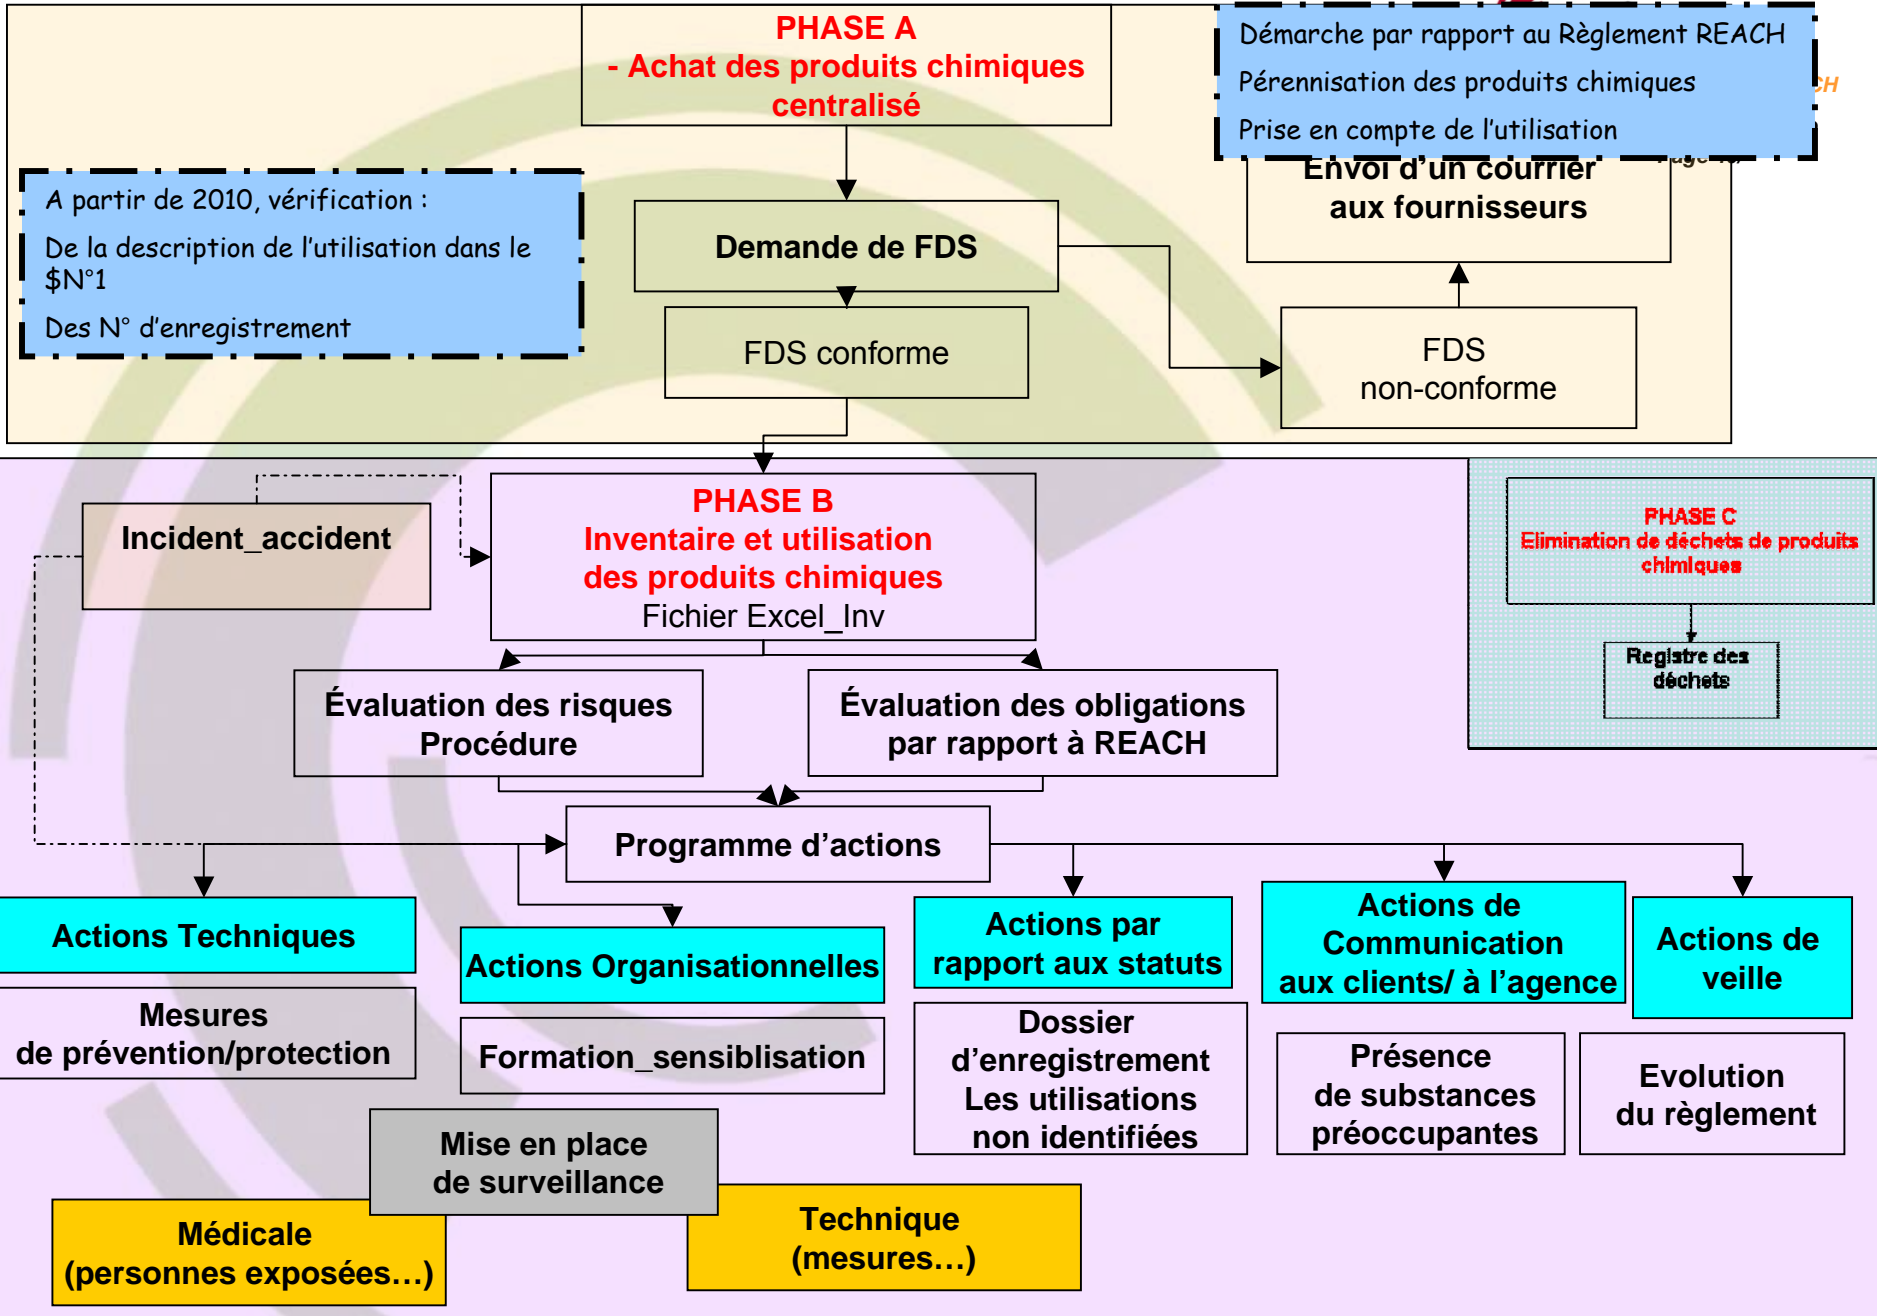 PHASE A
- Achat des produits chimiques
centralisé
Démarche par rapport au Règlement REACH
Pérennisation des produits chimiques
Prise en compte de l'utilisation
CH
Envoi d'un courrier
aux fournisseurs
A partir de 2010, vérification :
De la description de l'utilisation dans le
$N°1
Des N° d'enregistrement
Demande de FDS
FDS conforme
FDS
non-conforme
Incident_accident
PHASE B
Inventaire et utilisation
des produits chimiques
Fichier Excel_Inv
PHASE C
Elimination de déchets de produits
chimiques
Registre des
déchets
Évaluation des risques
Procédure
Évaluation des obligations
par rapport à REACH
Programme d'actions
Actions Techniques
Actions Organisationnelles
Actions par
rapport aux statuts
Actions de
Communication
aux clients/ à l'agence
Actions de
veille
Mesures
de prévention/protection
Formation_sensiblisation
Dossier
d'enregistrement
Les utilisations
non identifiées
Présence
de substances
préoccupantes
Evolution
du règlement
Mise en place
de surveillance
Médicale
(personnes exposées…)
Technique
(mesures…)